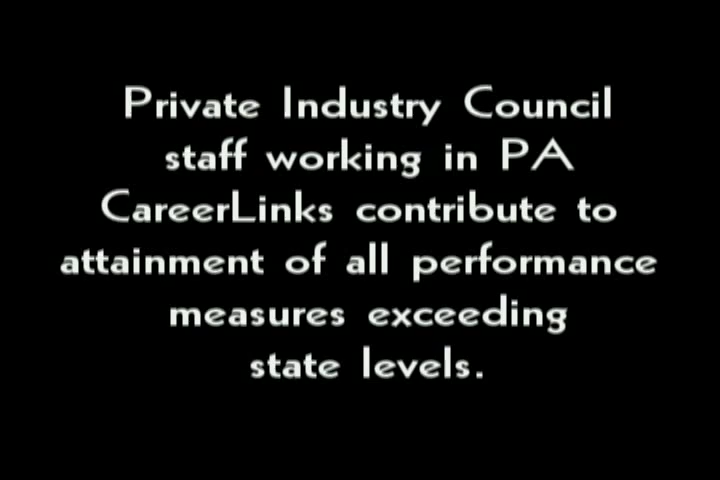 Private Industry Council
staff working in PA
CareerLinks contribute to
attainment of all performance
measures exceeding
state levels.